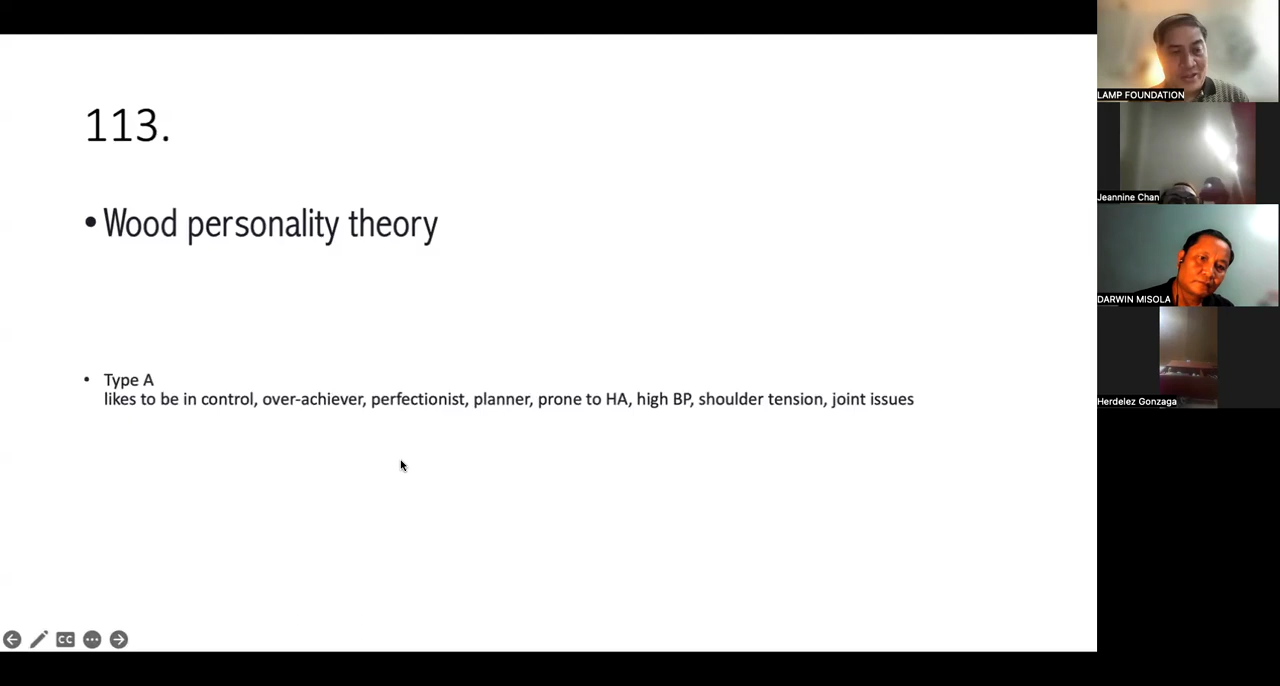 113.
• Wood personality theory
• Type A
likes to be in control, over-achiever, perfectionist, planner, prone to HA, high BP, shoulder tension, joint issues
CC
LAMP FOUNDATION
Jeannine Chan
DARWIN MISOLA
Herdelez Gonzaga